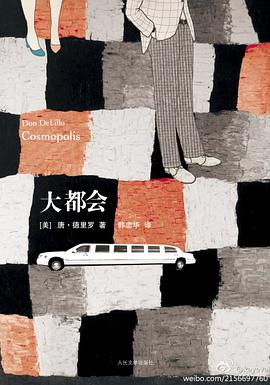 Don DeLillo
Cosmopolis
大都会
[美] 唐·德里罗 著 韩忠华 译
人民文学出版社
weibo.com/2156697760